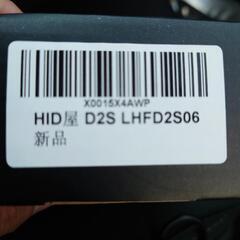 X0015X4AWP
HID屋 D2S LHFD2S06
新品